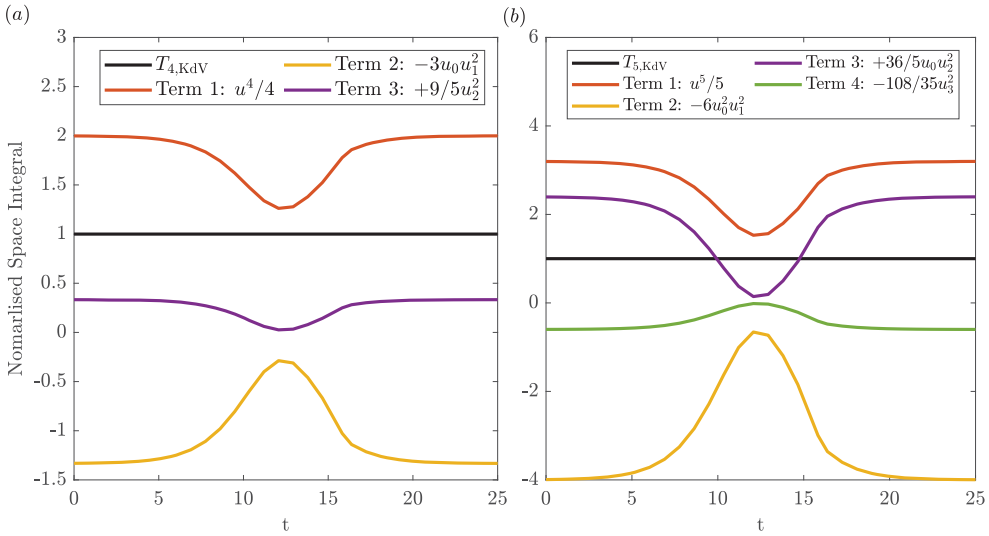 (a)
Nomarlised Space Integral
3
2.5
2
1.5
1
0.5
0
-0.5
-1
-1.5
T₄,KdV
Term 1: u⁴/4
Term 2: −3u₀u₁²
Term 3: +9/5u₂²
0 5 10 15 20 25
t
(b)
6
4
2
0
-2
-4
T₅,KdV
Term 1: u⁵/5
Term 2: −6u₀²u₁²
Term 3: +36/5u₀u₂²
Term 4: −108/35u₃²
0 5 10 15 20 25
t